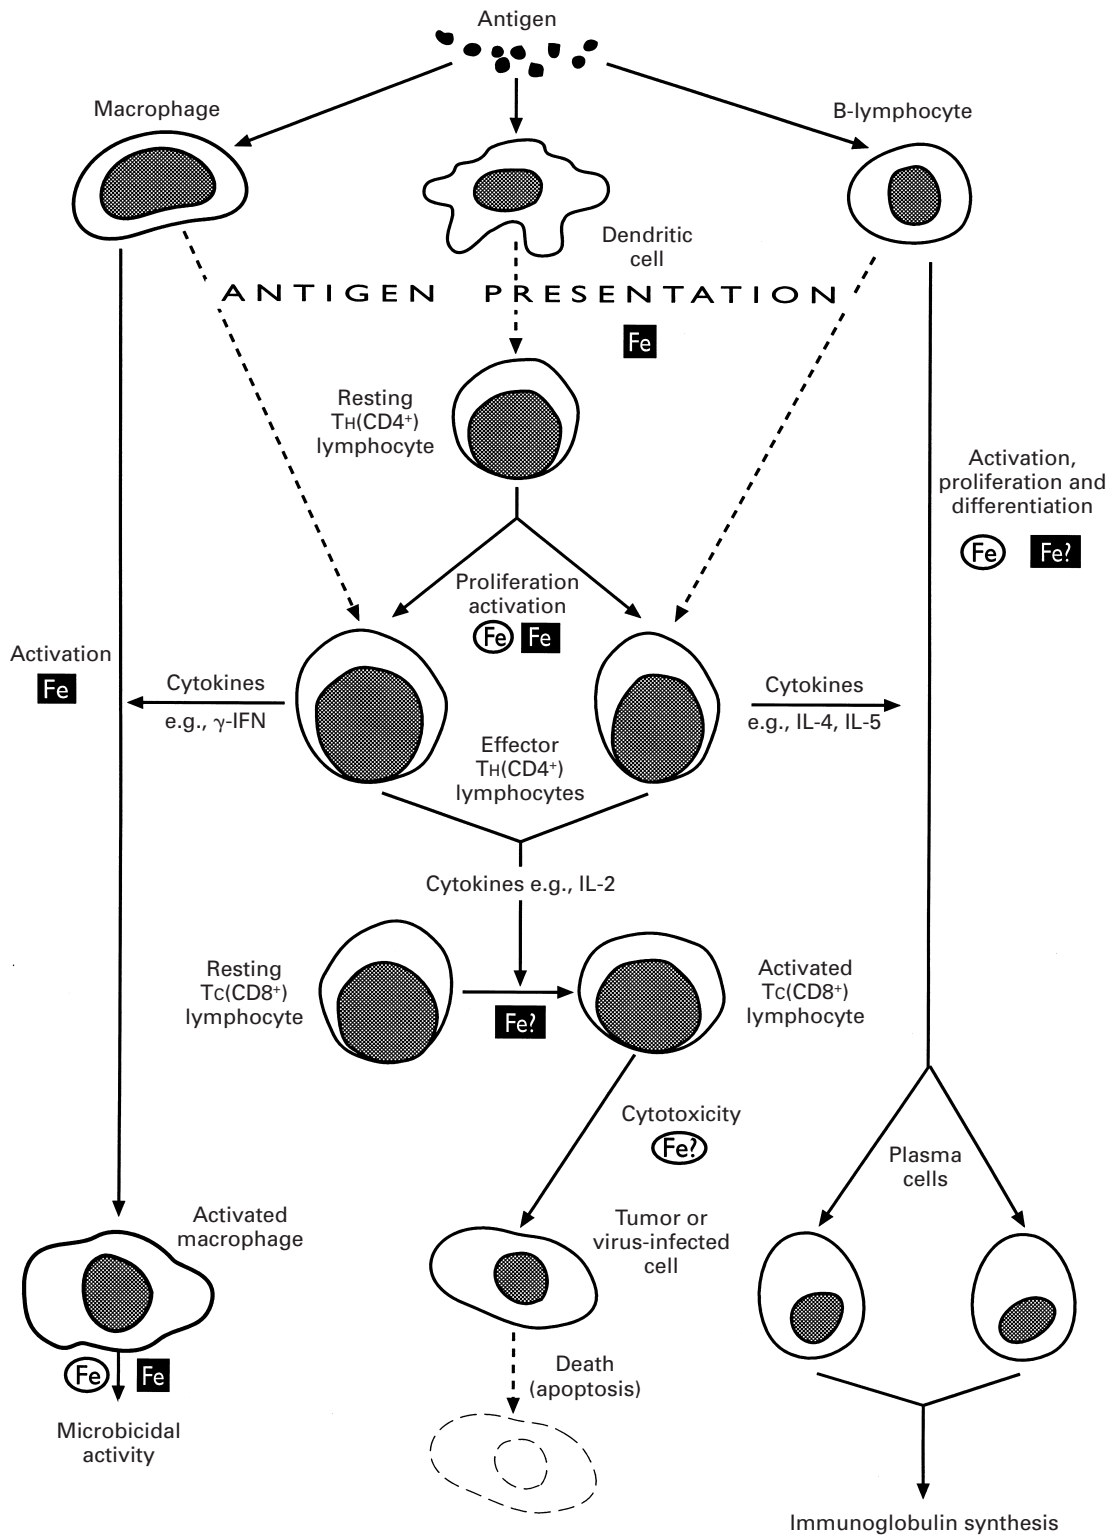 Antigen
Macrophage
B-lymphocyte
Dendritic
cell
ANTIGEN PRESENTATION
Fe
Resting
TH(CD4⁺)
lymphocyte
Activation,
proliferation and
differentiation
Fe Fe?
Proliferation
activation
Fe Fe
Activation
Fe
Cytokines
e.g., γ-IFN
Cytokines
e.g., IL-4, IL-5
Effector
TH(CD4⁺)
lymphocytes
Cytokines e.g., IL-2
Resting
TC(CD8⁺)
lymphocyte
Fe?
Activated
TC(CD8⁺)
lymphocyte
Cytotoxicity
Fe?
Plasma
cells
Activated
macrophage
Tumor or
virus-infected
cell
Fe Fe
Death
(apoptosis)
Microbicidal
activity
Immunoglobulin synthesis